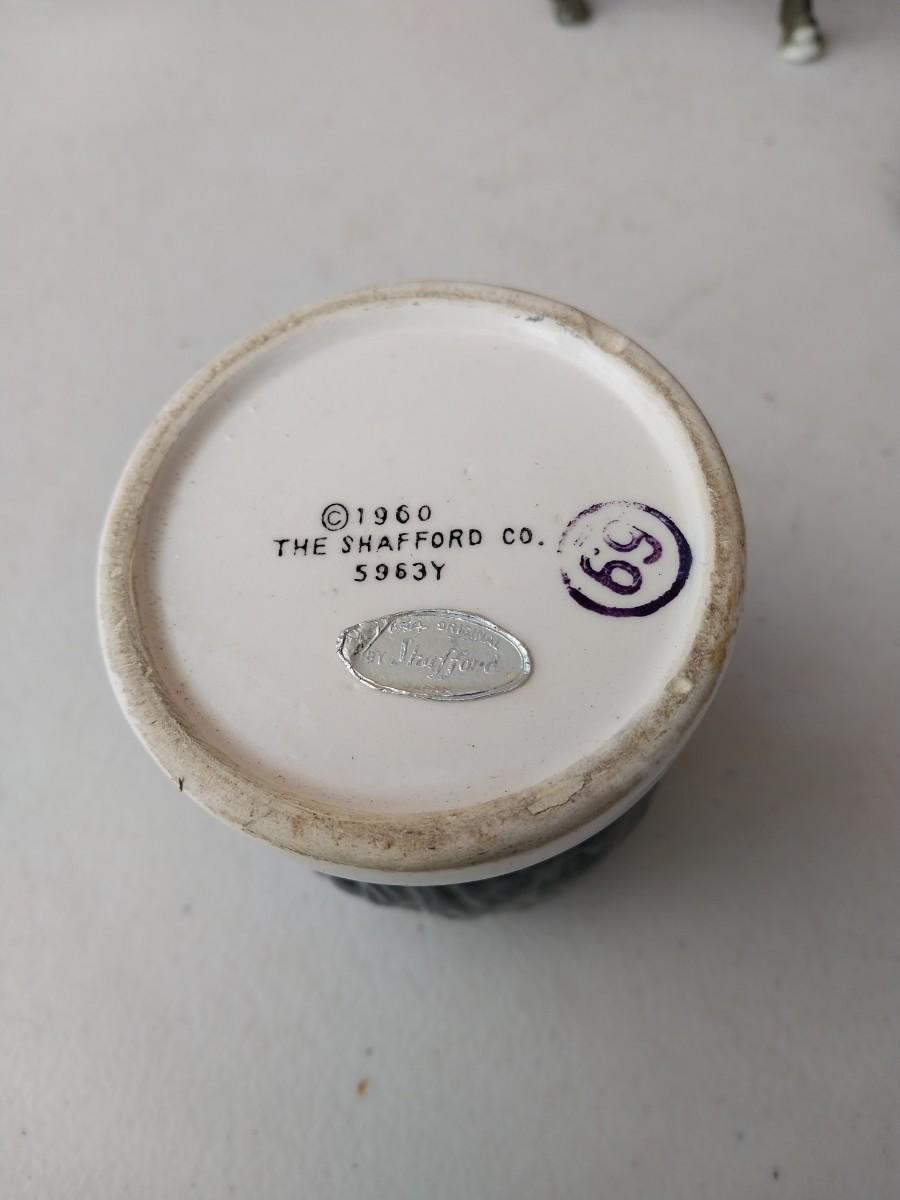 ©1960
THE SHAFFORD CO.
5963Y
69
ORIGINAL
BY Shafford